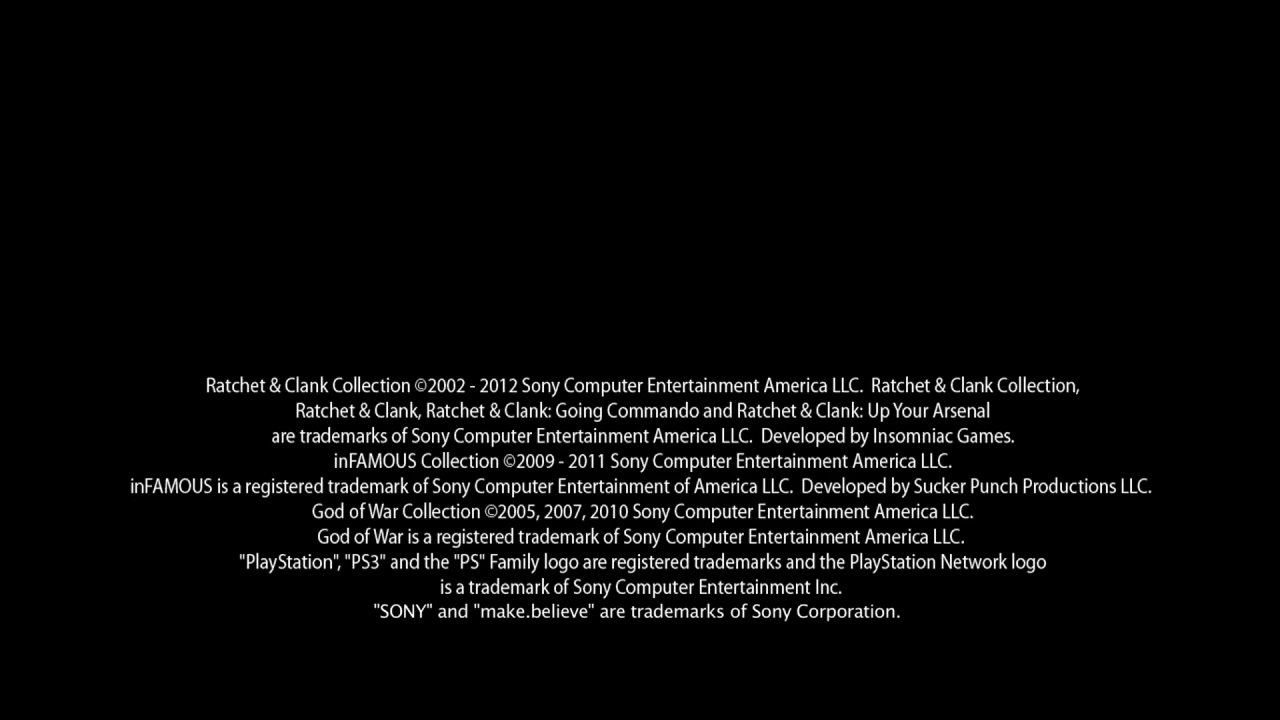 Ratchet & Clank Collection ©2002 - 2012 Sony Computer Entertainment America LLC.  Ratchet & Clank Collection,
Ratchet & Clank, Ratchet & Clank: Going Commando and Ratchet & Clank: Up Your Arsenal
are trademarks of Sony Computer Entertainment America LLC.  Developed by Insomniac Games.
inFAMOUS Collection ©2009 - 2011 Sony Computer Entertainment America LLC.
inFAMOUS is a registered trademark of Sony Computer Entertainment of America LLC.  Developed by Sucker Punch Productions LLC.
God of War Collection ©2005, 2007, 2010 Sony Computer Entertainment America LLC.
God of War is a registered trademark of Sony Computer Entertainment America LLC.
"PlayStation", "PS3" and the "PS" Family logo are registered trademarks and the PlayStation Network logo
is a trademark of Sony Computer Entertainment Inc.
"SONY" and "make.believe" are trademarks of Sony Corporation.